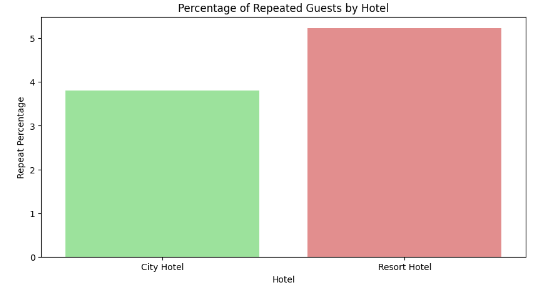 Percentage of Repeated Guests by Hotel
Repeat Percentage
5
4
3
2
1
0
City Hotel
Resort Hotel
Hotel